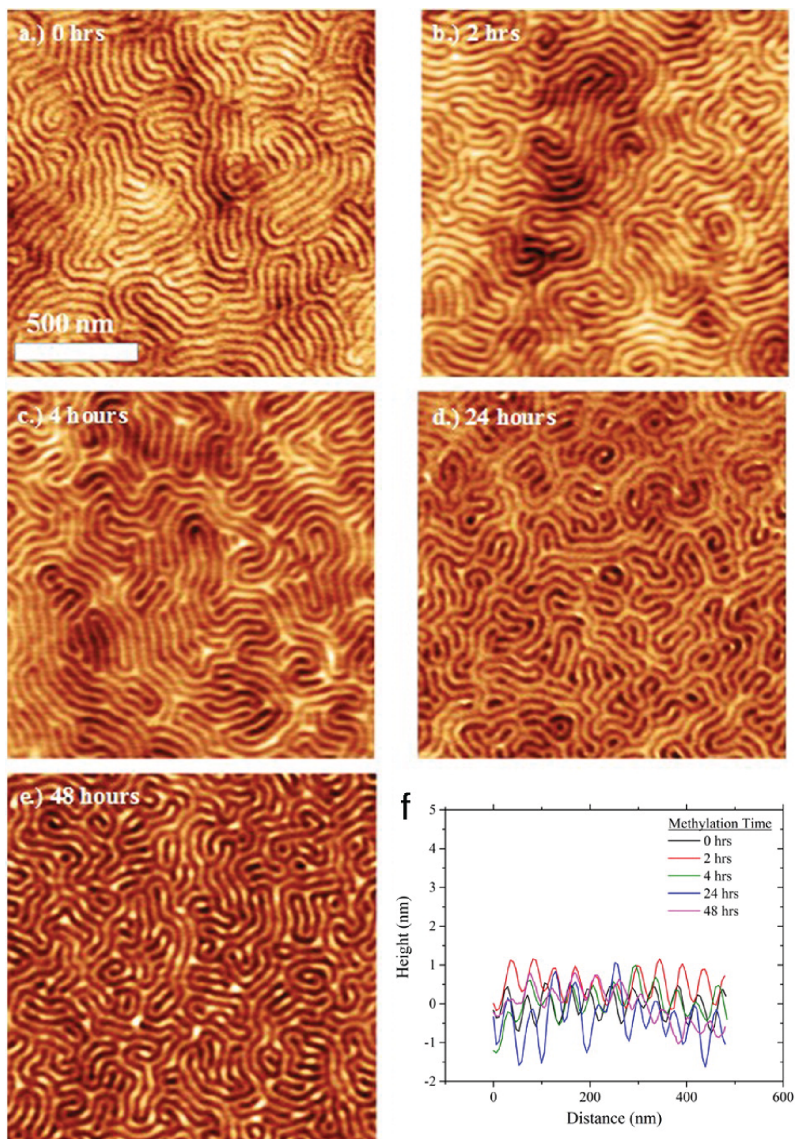 a.) 0 hrs
b.) 2 hrs
500 nm
c.) 4 hours
d.) 24 hours
e.) 48 hours
f
5
4
3
2
1
0
-1
-2
Height (nm)
Methylation Time
0 hrs
2 hrs
4 hrs
24 hrs
48 hrs
0 200 400 600
Distance (nm)